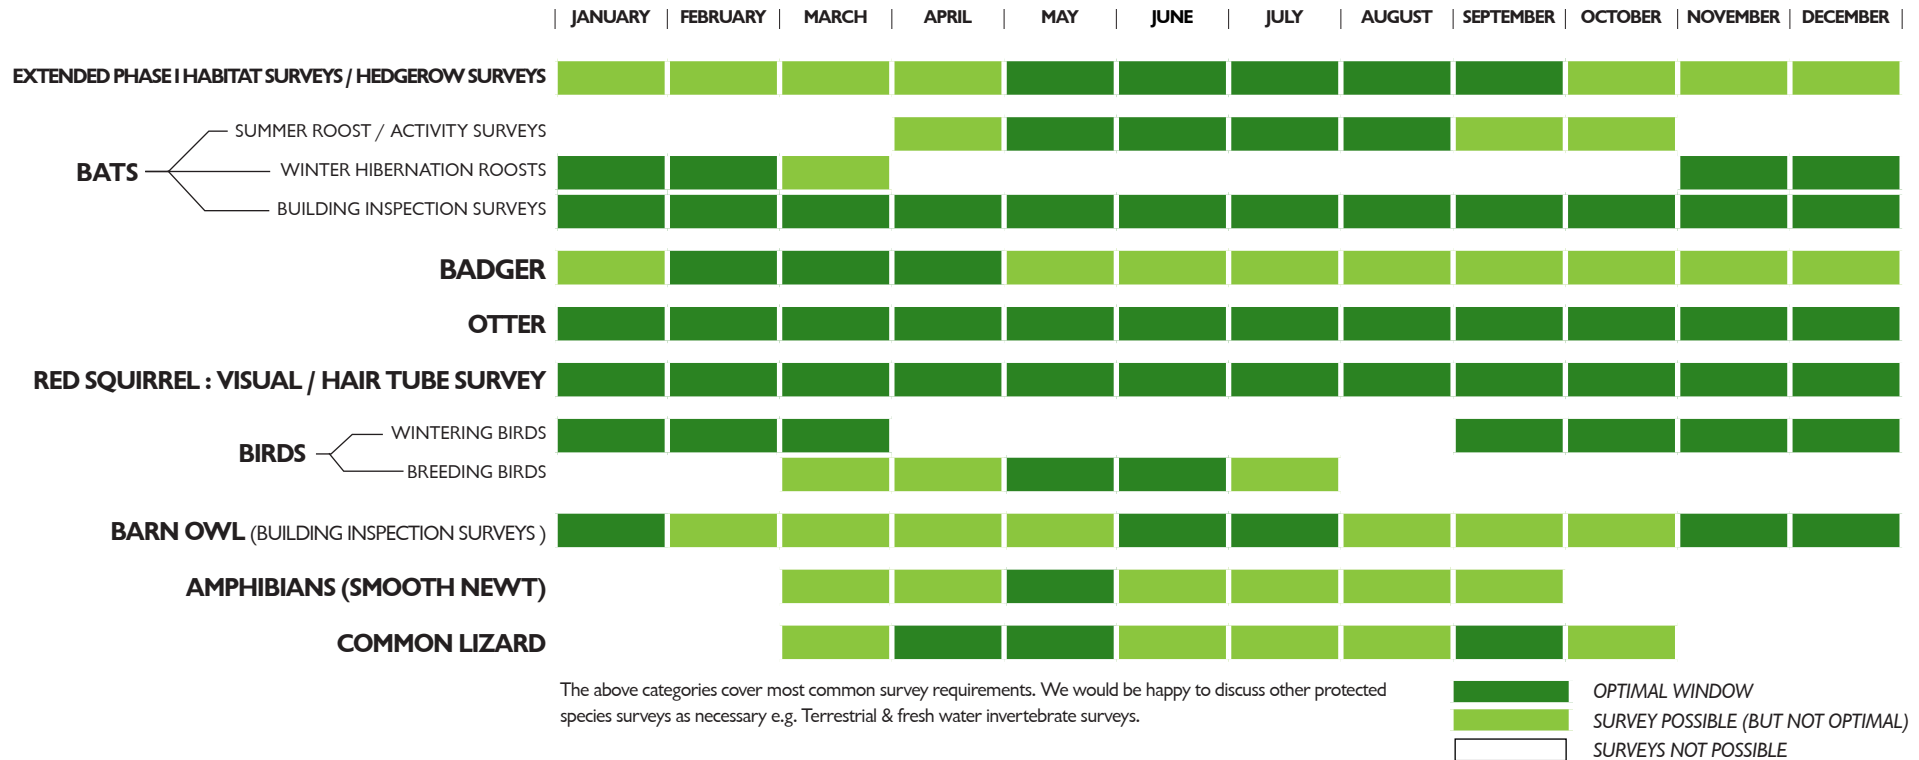 JANUARY FEBRUARY MARCH APRIL MAY JUNE JULY AUGUST SEPTEMBER OCTOBER NOVEMBER DECEMBER
EXTENDED PHASE I HABITAT SURVEYS / HEDGEROW SURVEYS
SUMMER ROOST / ACTIVITY SURVEYS
BATS
WINTER HIBERNATION ROOSTS
BUILDING INSPECTION SURVEYS
BADGER
OTTER
RED SQUIRREL : VISUAL / HAIR TUBE SURVEY
WINTERING BIRDS
BIRDS
BREEDING BIRDS
BARN OWL (BUILDING INSPECTION SURVEYS )
AMPHIBIANS (SMOOTH NEWT)
COMMON LIZARD
The above categories cover most common survey requirements. We would be happy to discuss other protected
species surveys as necessary e.g. Terrestrial & fresh water invertebrate surveys.
OPTIMAL WINDOW
SURVEY POSSIBLE (BUT NOT OPTIMAL)
SURVEYS NOT POSSIBLE